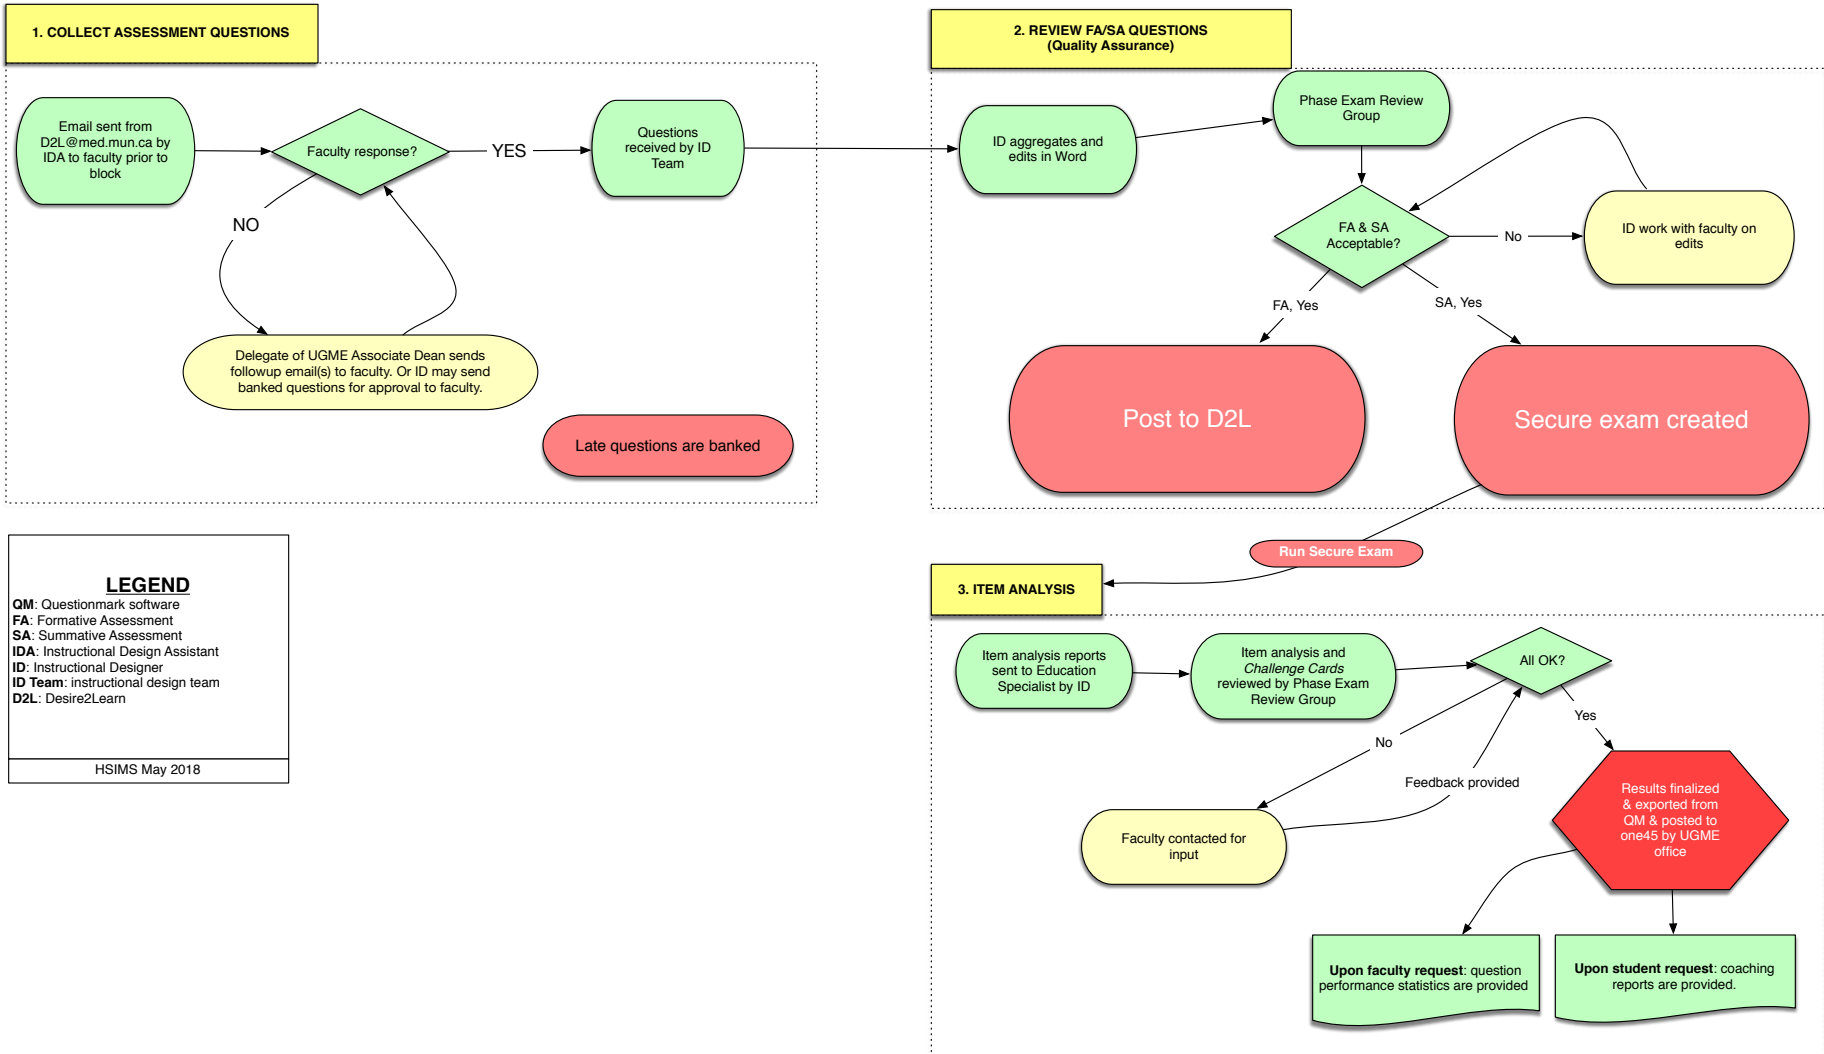 1. COLLECT ASSESSMENT QUESTIONS
Email sent from
D2L@med.mun.ca by
IDA to faculty prior to
block
Faculty response?
YES
Questions
received by ID
Team
NO
Delegate of UGME Associate Dean sends
followup email(s) to faculty. Or ID may send
banked questions for approval to faculty.
Late questions are banked
2. REVIEW FA/SA QUESTIONS
(Quality Assurance)
ID aggregates and
edits in Word
Phase Exam Review
Group
FA & SA
Acceptable?
No
ID work with faculty on
edits
FA, Yes
SA, Yes
Post to D2L
Secure exam created
Run Secure Exam
LEGEND
QM: Questionmark software
FA: Formative Assessment
SA: Summative Assessment
IDA: Instructional Design Assistant
ID: Instructional Designer
ID Team: instructional design team
D2L: Desire2Learn
HSIMS May 2018
3. ITEM ANALYSIS
Item analysis reports
sent to Education
Specialist by ID
Item analysis and
Challenge Cards
reviewed by Phase Exam
Review Group
All OK?
No
Yes
Feedback provided
Faculty contacted for
input
Results finalized
& exported from
QM & posted to
one45 by UGME
office
Upon faculty request: question
performance statistics are provided
Upon student request: coaching
reports are provided.